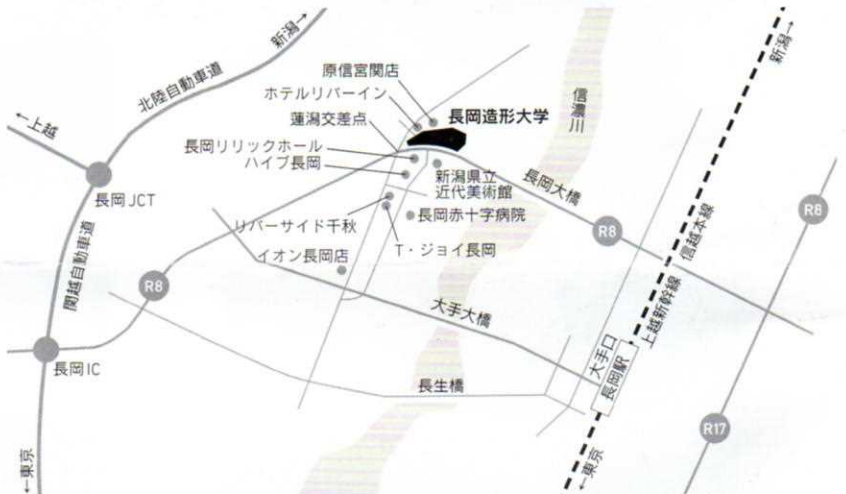 新潟→
北陸自動車道
←上越
長岡JCT
関越自動車道
R8
長岡IC
←東京
原信宮関店
ホテルリバーイン
蓮潟交差点
長岡リリックホール
ハイブ長岡
リバーサイド千秋
イオン長岡店
長岡造形大学
新潟県立
近代美術館
長岡赤十字病院
T・ジョイ長岡
信濃川
長岡大橋
R8
大手大橋
長生橋
新潟→
信越本線
上越新幹線
大手口
長岡駅
←東京
R8
R17